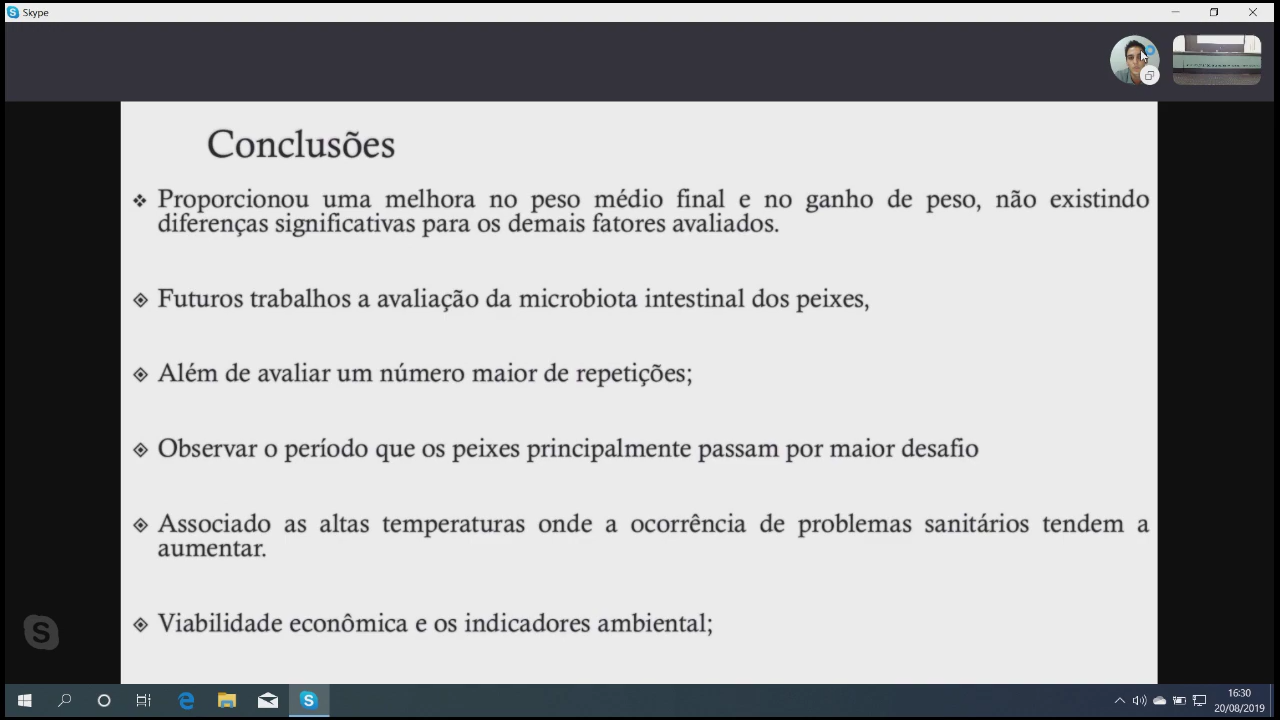 Skype
Conclusões
Proporcionou uma melhora no peso médio final e no ganho de peso, não existindo
diferenças significativas para os demais fatores avaliados.
Futuros trabalhos a avaliação da microbiota intestinal dos peixes,
Além de avaliar um número maior de repetições;
Observar o período que os peixes principalmente passam por maior desafio
Associado as altas temperaturas onde a ocorrência de problemas sanitários tendem a
aumentar.
Viabilidade econômica e os indicadores ambiental;
16:30
20/08/2019